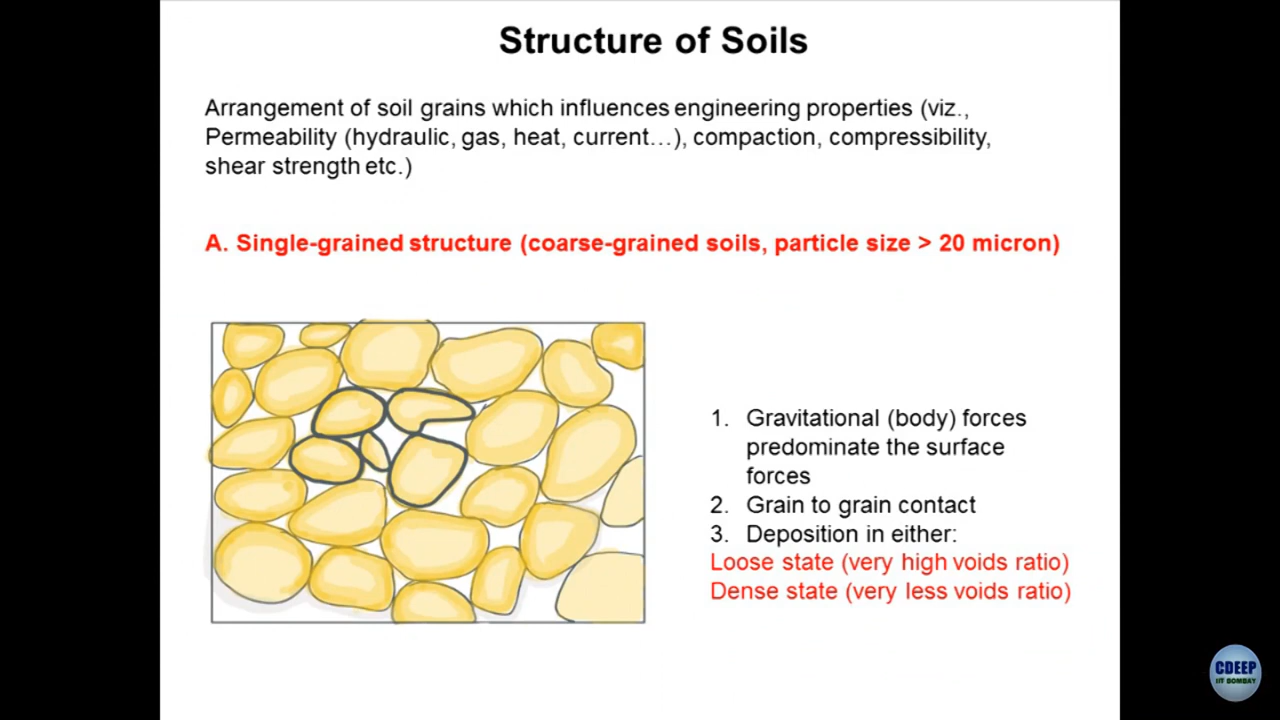 Structure of Soils
Arrangement of soil grains which influences engineering properties (viz.,
Permeability (hydraulic, gas, heat, current...), compaction, compressibility,
shear strength etc.)
A. Single-grained structure (coarse-grained soils, particle size > 20 micron)
1. Gravitational (body) forces
predominate the surface
forces
2. Grain to grain contact
3. Deposition in either:
Loose state (very high voids ratio)
Dense state (very less voids ratio)
CDEEP
IIT BOMBAY